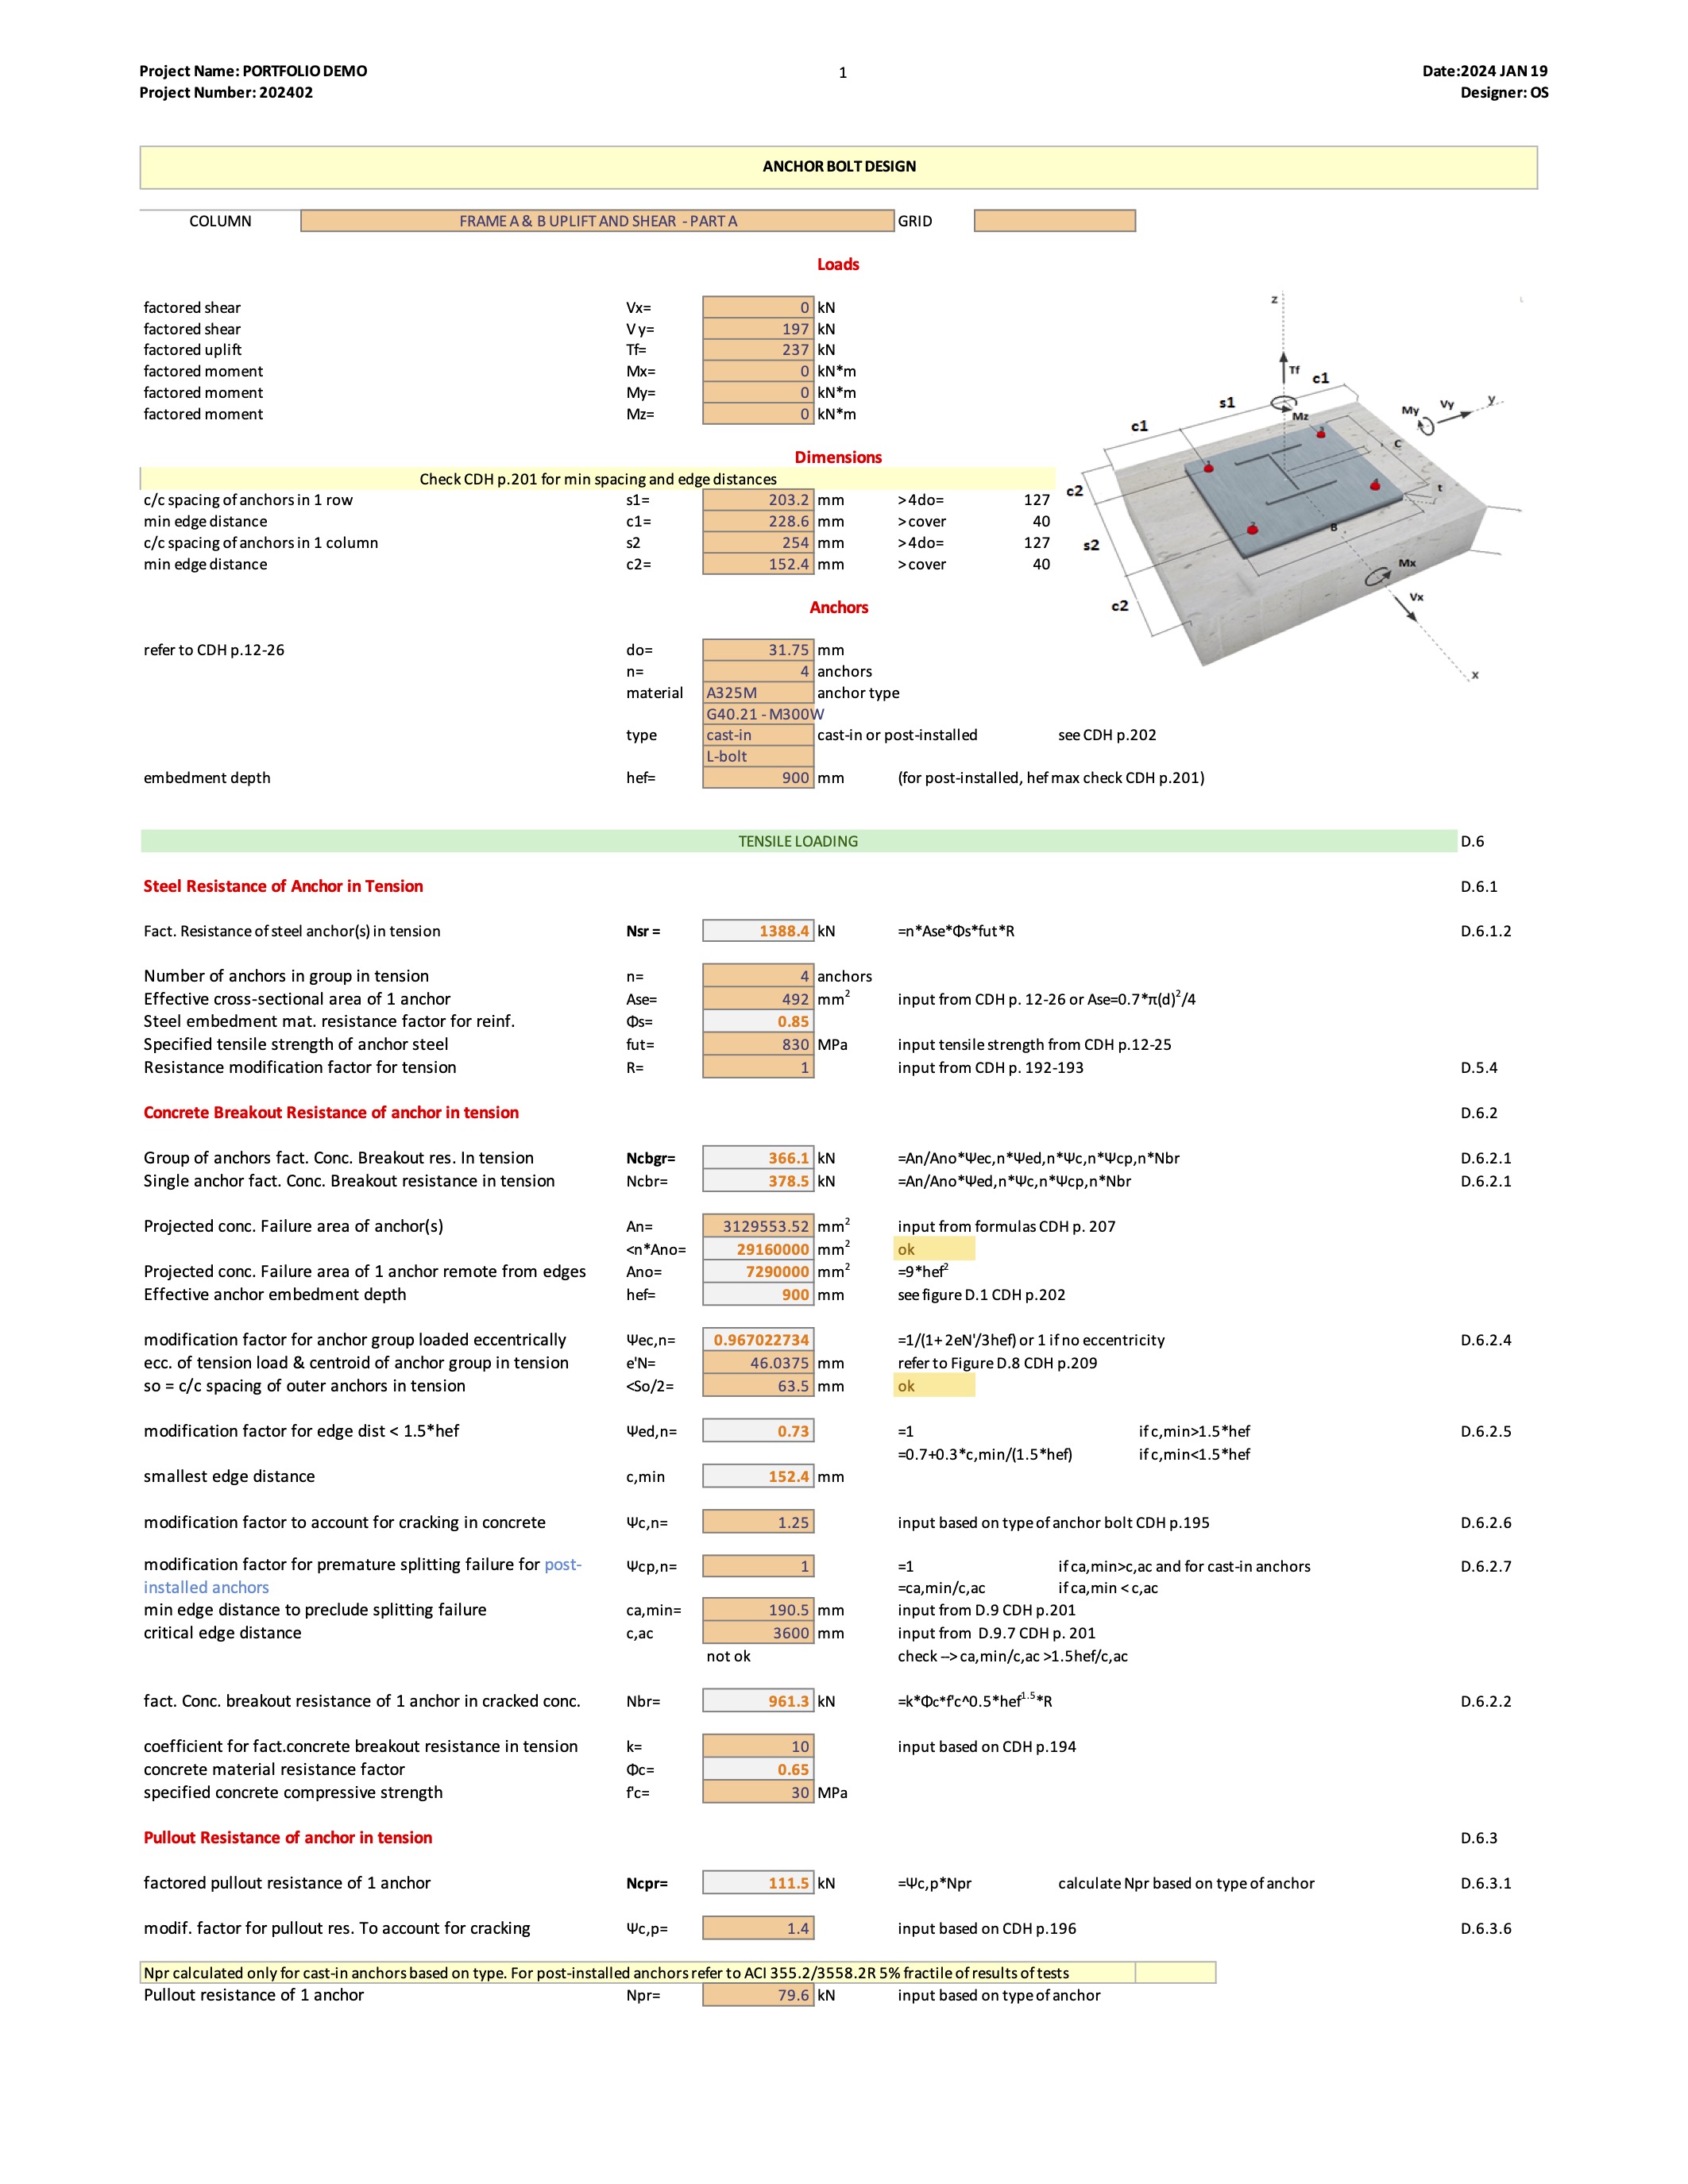 Project Name: PORTFOLIO DEMO 1 Date:2024 JAN 19
Project Number: 202402 Designer: OS
ANCHOR BOLT DESIGN
COLUMN FRAME A & B UPLIFT AND SHEAR - PART A GRID
Loads
factored shear Vx= 0 kN
factored shear Vy= 197 kN
factored uplift Tf= 237 kN
factored moment Mx= 0 kN*m
factored moment My= 0 kN*m
factored moment Mz= 0 kN*m
z
Tf
c1
s1
Mz
c1
My
Vy
y
C
c2
t
B
s2
Mx
Vx
c2
x
Dimensions
Check CDH p.201 for min spacing and edge distances
c/c spacing of anchors in 1 row s1= 203.2 mm >4do= 127
min edge distance c1= 228.6 mm >cover 40
c/c spacing of anchors in 1 column s2 254 mm >4do= 127
min edge distance c2= 152.4 mm >cover 40
Anchors
refer to CDH p.12-26 do= 31.75 mm
n= 4 anchors
material A325M anchor type
G40.21 - M300W
type cast-in cast-in or post-installed see CDH p.202
L-bolt
embedment depth hef= 900 mm (for post-installed, hef max check CDH p.201)
TENSILE LOADING D.6
Steel Resistance of Anchor in Tension D.6.1
Fact. Resistance of steel anchor(s) in tension Nsr = 1388.4 kN =n*Ase*Φs*fut*R D.6.1.2
Number of anchors in group in tension n= 4 anchors
Effective cross-sectional area of 1 anchor Ase= 492 mm² input from CDH p. 12-26 or Ase=0.7*π(d)²/4
Steel embedment mat. resistance factor for reinf. Φs= 0.85
Specified tensile strength of anchor steel fut= 830 MPa input tensile strength from CDH p.12-25
Resistance modification factor for tension R= 1 input from CDH p. 192-193 D.5.4
Concrete Breakout Resistance of anchor in tension D.6.2
Group of anchors fact. Conc. Breakout res. In tension Ncbgr= 366.1 kN =An/Ano*Ψec,n*Ψed,n*Ψc,n*Ψcp,n*Nbr D.6.2.1
Single anchor fact. Conc. Breakout resistance in tension Ncbr= 378.5 kN =An/Ano*Ψed,n*Ψc,n*Ψcp,n*Nbr D.6.2.1
Projected conc. Failure area of anchor(s) An= 3129553.52 mm² input from formulas CDH p. 207
<n*Ano= 29160000 mm² ok
Projected conc. Failure area of 1 anchor remote from edges Ano= 7290000 mm² =9*hef²
Effective anchor embedment depth hef= 900 mm see figure D.1 CDH p.202
modification factor for anchor group loaded eccentrically Ψec,n= 0.967022734 =1/(1+ 2eN'/3hef) or 1 if no eccentricity D.6.2.4
ecc. of tension load & centroid of anchor group in tension e'N= 46.0375 mm refer to Figure D.8 CDH p.209
so = c/c spacing of outer anchors in tension <So/2= 63.5 mm ok
modification factor for edge dist < 1.5*hef Ψed,n= 0.73 =1 if c,min>1.5*hef D.6.2.5
=0.7+0.3*c,min/(1.5*hef) if c,min<1.5*hef
smallest edge distance c,min 152.4 mm
modification factor to account for cracking in concrete Ψc,n= 1.25 input based on type of anchor bolt CDH p.195 D.6.2.6
modification factor for premature splitting failure for post- Ψcp,n= 1 =1 if ca,min>c,ac and for cast-in anchors D.6.2.7
installed anchors =ca,min/c,ac if ca,min < c,ac
min edge distance to preclude splitting failure ca,min= 190.5 mm input from D.9 CDH p.201
critical edge distance c,ac 3600 mm input from D.9.7 CDH p. 201
not ok check --> ca,min/c,ac >1.5hef/c,ac
fact. Conc. breakout resistance of 1 anchor in cracked conc. Nbr= 961.3 kN =k*Φc*f'c^0.5*hef^1.5*R D.6.2.2
coefficient for fact.concrete breakout resistance in tension k= 10 input based on CDH p.194
concrete material resistance factor Φc= 0.65
specified concrete compressive strength f'c= 30 MPa
Pullout Resistance of anchor in tension D.6.3
factored pullout resistance of 1 anchor Ncpr= 111.5 kN =Ψc,p*Npr calculate Npr based on type of anchor D.6.3.1
modif. factor for pullout res. To account for cracking Ψc,p= 1.4 input based on CDH p.196 D.6.3.6
Npr calculated only for cast-in anchors based on type. For post-installed anchors refer to ACI 355.2/3558.2R 5% fractile of results of tests
Pullout resistance of 1 anchor Npr= 79.6 kN input based on type of anchor